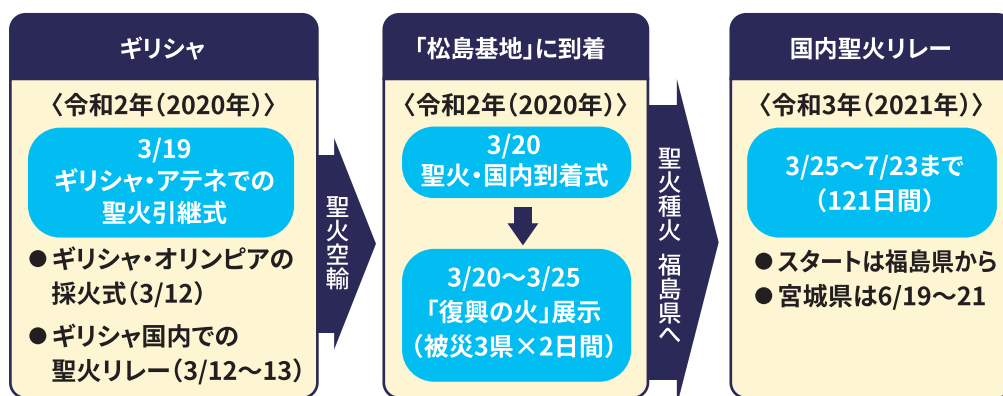 ギリシャ
〈令和2年（2020年）〉
3/19
ギリシャ・アテネでの
聖火引継式
●ギリシャ・オリンピアの
採火式（3/12）
●ギリシャ国内での
聖火リレー（3/12～13）
聖火空輸
「松島基地」に到着
〈令和2年（2020年）〉
3/20
聖火・国内到着式
3/20～3/25
「復興の火」展示
（被災3県×2日間）
聖火種火 福島県へ
国内聖火リレー
〈令和3年（2021年）〉
3/25～7/23まで
（121日間）
●スタートは福島県から
●宮城県は6/19～21